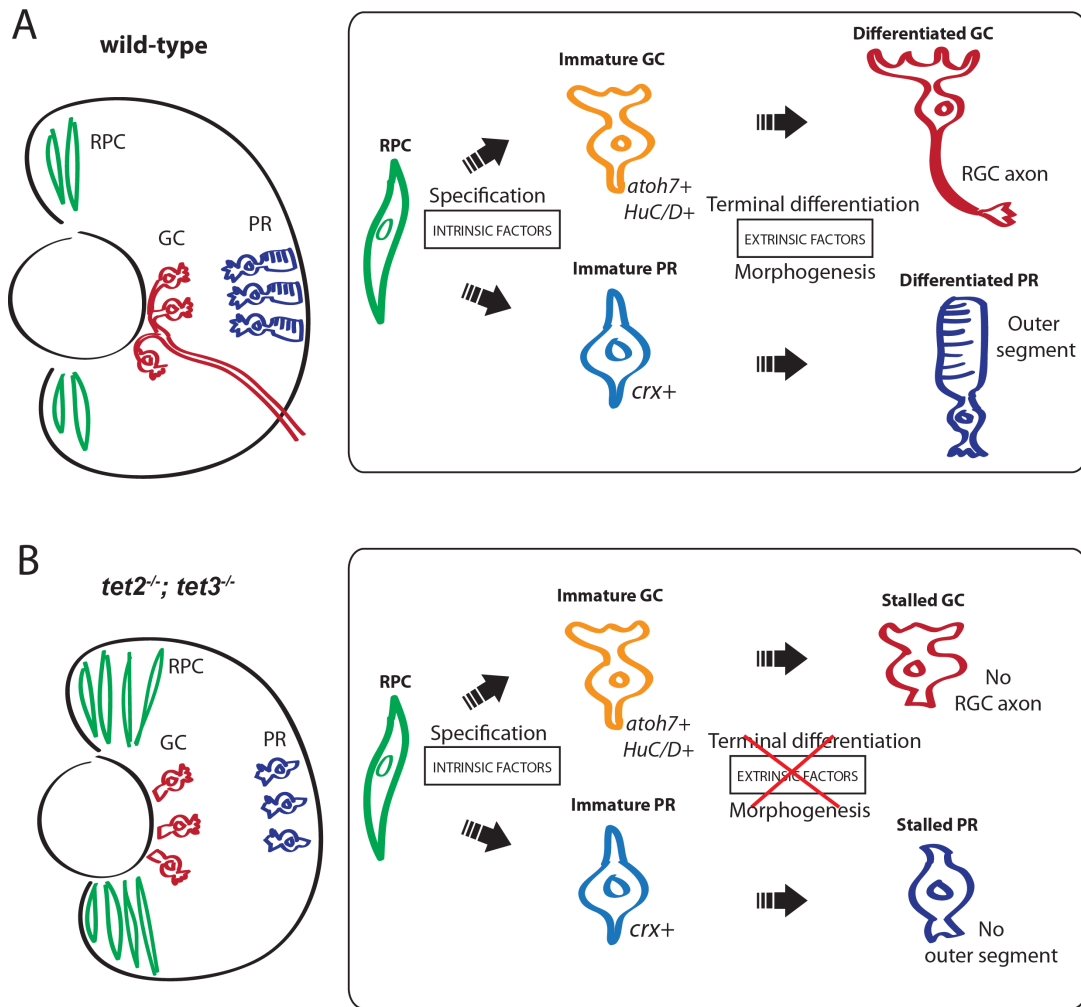 A
wild-type
RPC
GC
PR
RPC
Specification
INTRINSIC FACTORS
Immature GC
atoh7+
HuC/D+
Immature PR
crx+
Terminal differentiation
EXTRINSIC FACTORS
Morphogenesis
Differentiated GC
RGC axon
Differentiated PR
Outer
segment
B
tet2-/-; tet3-/-
RPC
GC
PR
RPC
Specification
INTRINSIC FACTORS
Immature GC
atoh7+
HuC/D+
Immature PR
crx+
Terminal differentiation
EXTRINSIC FACTORS
Morphogenesis
Stalled GC
No
RGC axon
Stalled PR
No
outer segment